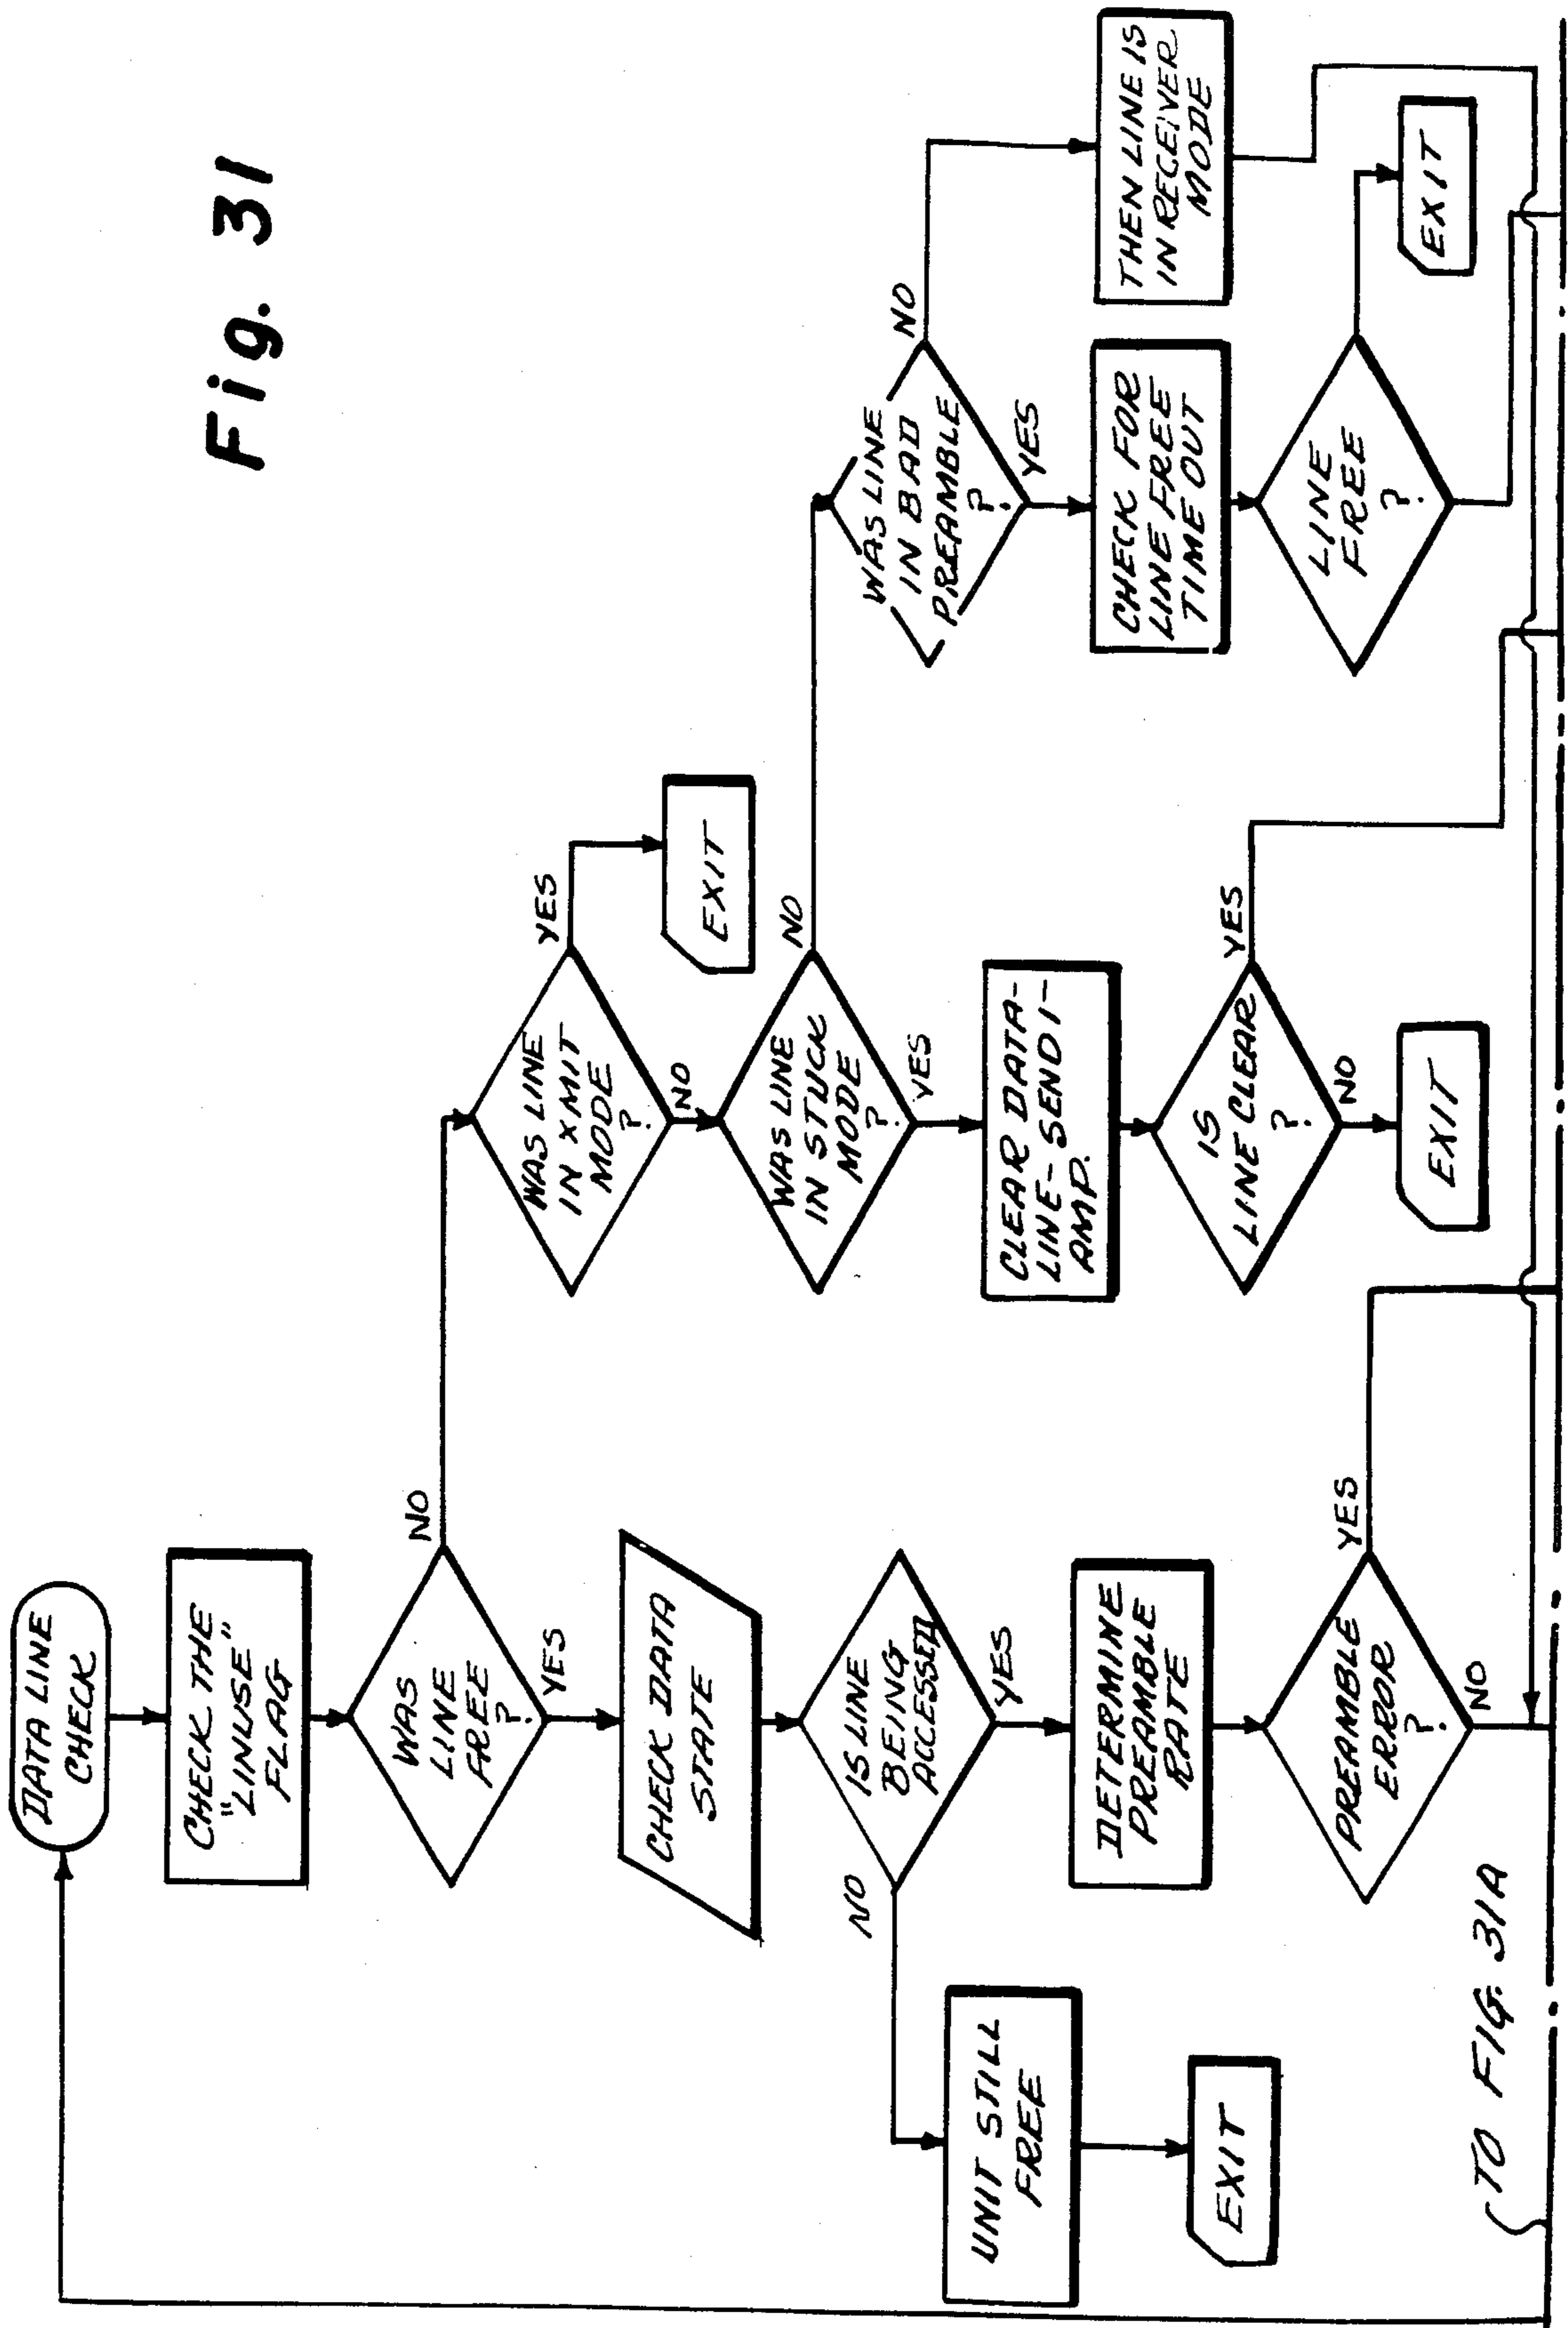 Fig. 31
DATA LINE
CHECK
CHECK THE
"LINUSE"
FLAG
WAS
LINE
FREE
?
NO
YES
CHECK DATA
STATE
IS LINE
BEING
ACCESSED
NO
YES
UNIT STILL
FREE
EXIT
DETERMINE
PREAMBLE
RATE
PREAMBLE
ERROR
?
YES
NO
WAS LINE
IN XMIT
MODE
?
YES
EXIT
NO
WAS LINE
IN STUCK
MODE
?
NO
YES
CLEAR DATA-
LINE-SEND 1-
AMP.
IS
LINE CLEAR
?
YES
NO
EXIT
WAS LINE
IN BAD
PREAMBLE
?
NO
YES
THEN LINE IS
IN RECEIVER
MODE
CHECK FOR
LINE FREE
TIME OUT
LINE
FREE
?
EXIT
TO FIG. 31A